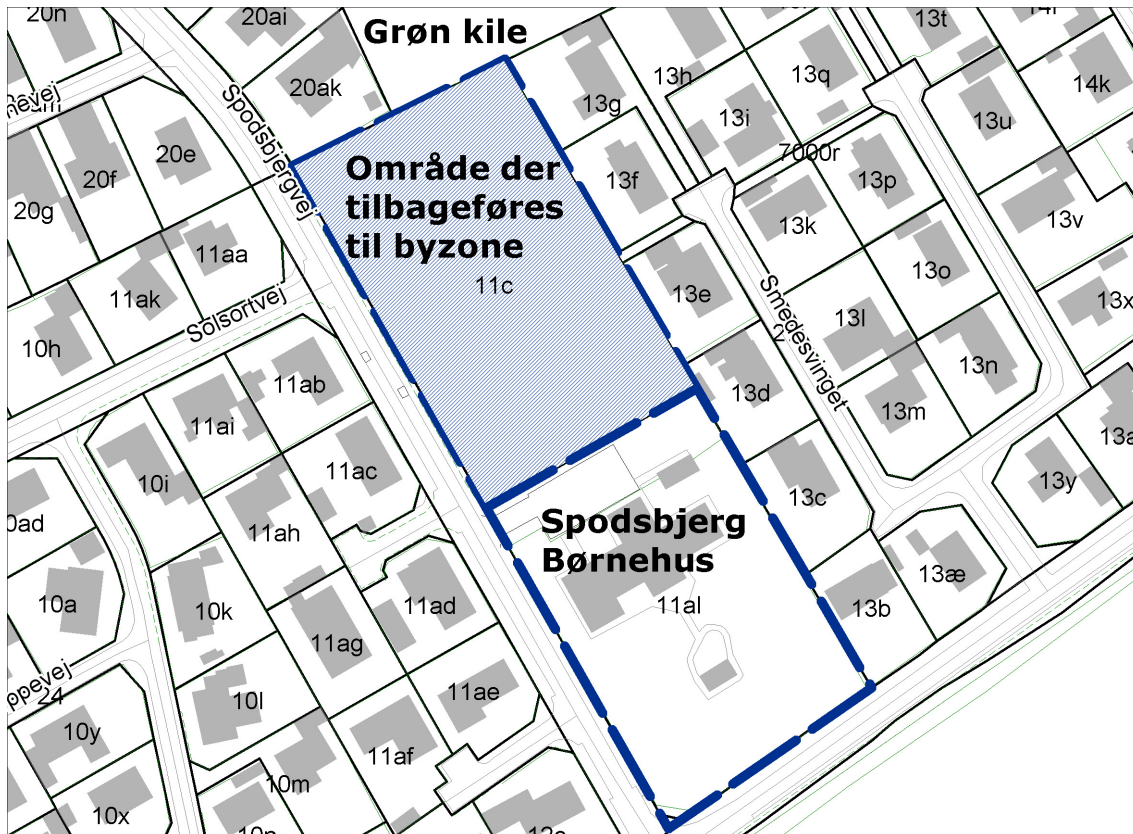 20n
20ai
Grøn kile
13t
14l
20ak
13h
13q
14k
13g
13i
13u
Spodsbjergvej
20e
7000r
20f
Område der
tilbageføres
til byzone
13f
13p
20g
13v
13k
11aa
11c
13o
11ak
13e
13x
Solsortvej
Smedesvinget
13l
10h
13n
11ab
13d
13m
11ai
11ac
10i
13c
13y
Spodsbjerg
Børnehus
11ah
13æ
10a
10k
11ad
11al
13b
11ag
24
10l
11ae
10y
11af
10m
10x